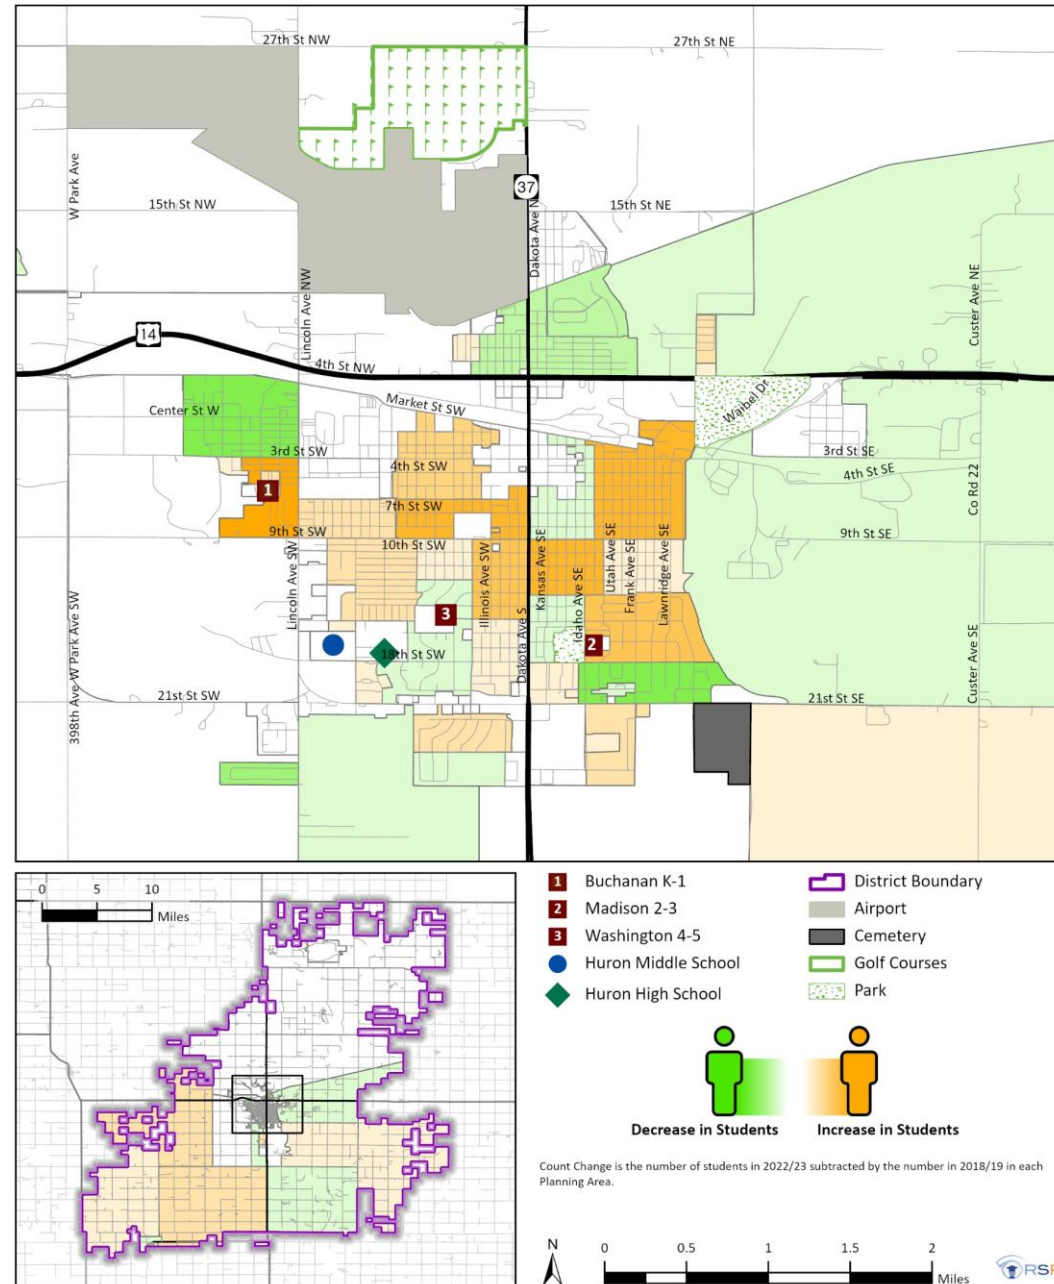 27th St NW
27th St NE
W Park Ave
37
15th St NW
15th St NE
Dakota Ave N
Lincoln Ave NW
Custer Ave NE
14
4th St NW
Market St SW
Waibel Dr
Center St W
3rd St SW
3rd St SE
4th St SW
4th St SE
1
7th St SW
Co Rd 22
9th St SW
9th St SE
10th St SW
Lincoln Ave SW
Illinois Ave SW
Kansas Ave SE
Idaho Ave SE
Utah Ave SE
Frank Ave SE
Lawnridge Ave SE
3
2
18th St SW
Dakota Ave S
398th Ave W Park Ave SW
Custer Ave SE
21st St SW
21st St SE
0 5 10
Miles
1 Buchanan K-1
2 Madison 2-3
3 Washington 4-5
Huron Middle School
Huron High School
District Boundary
Airport
Cemetery
Golf Courses
Park
Decrease in Students
Increase in Students
Count Change is the number of students in 2022/23 subtracted by the number in 2018/19 in each
Planning Area.
N
0 0.5 1 1.5 2
Miles